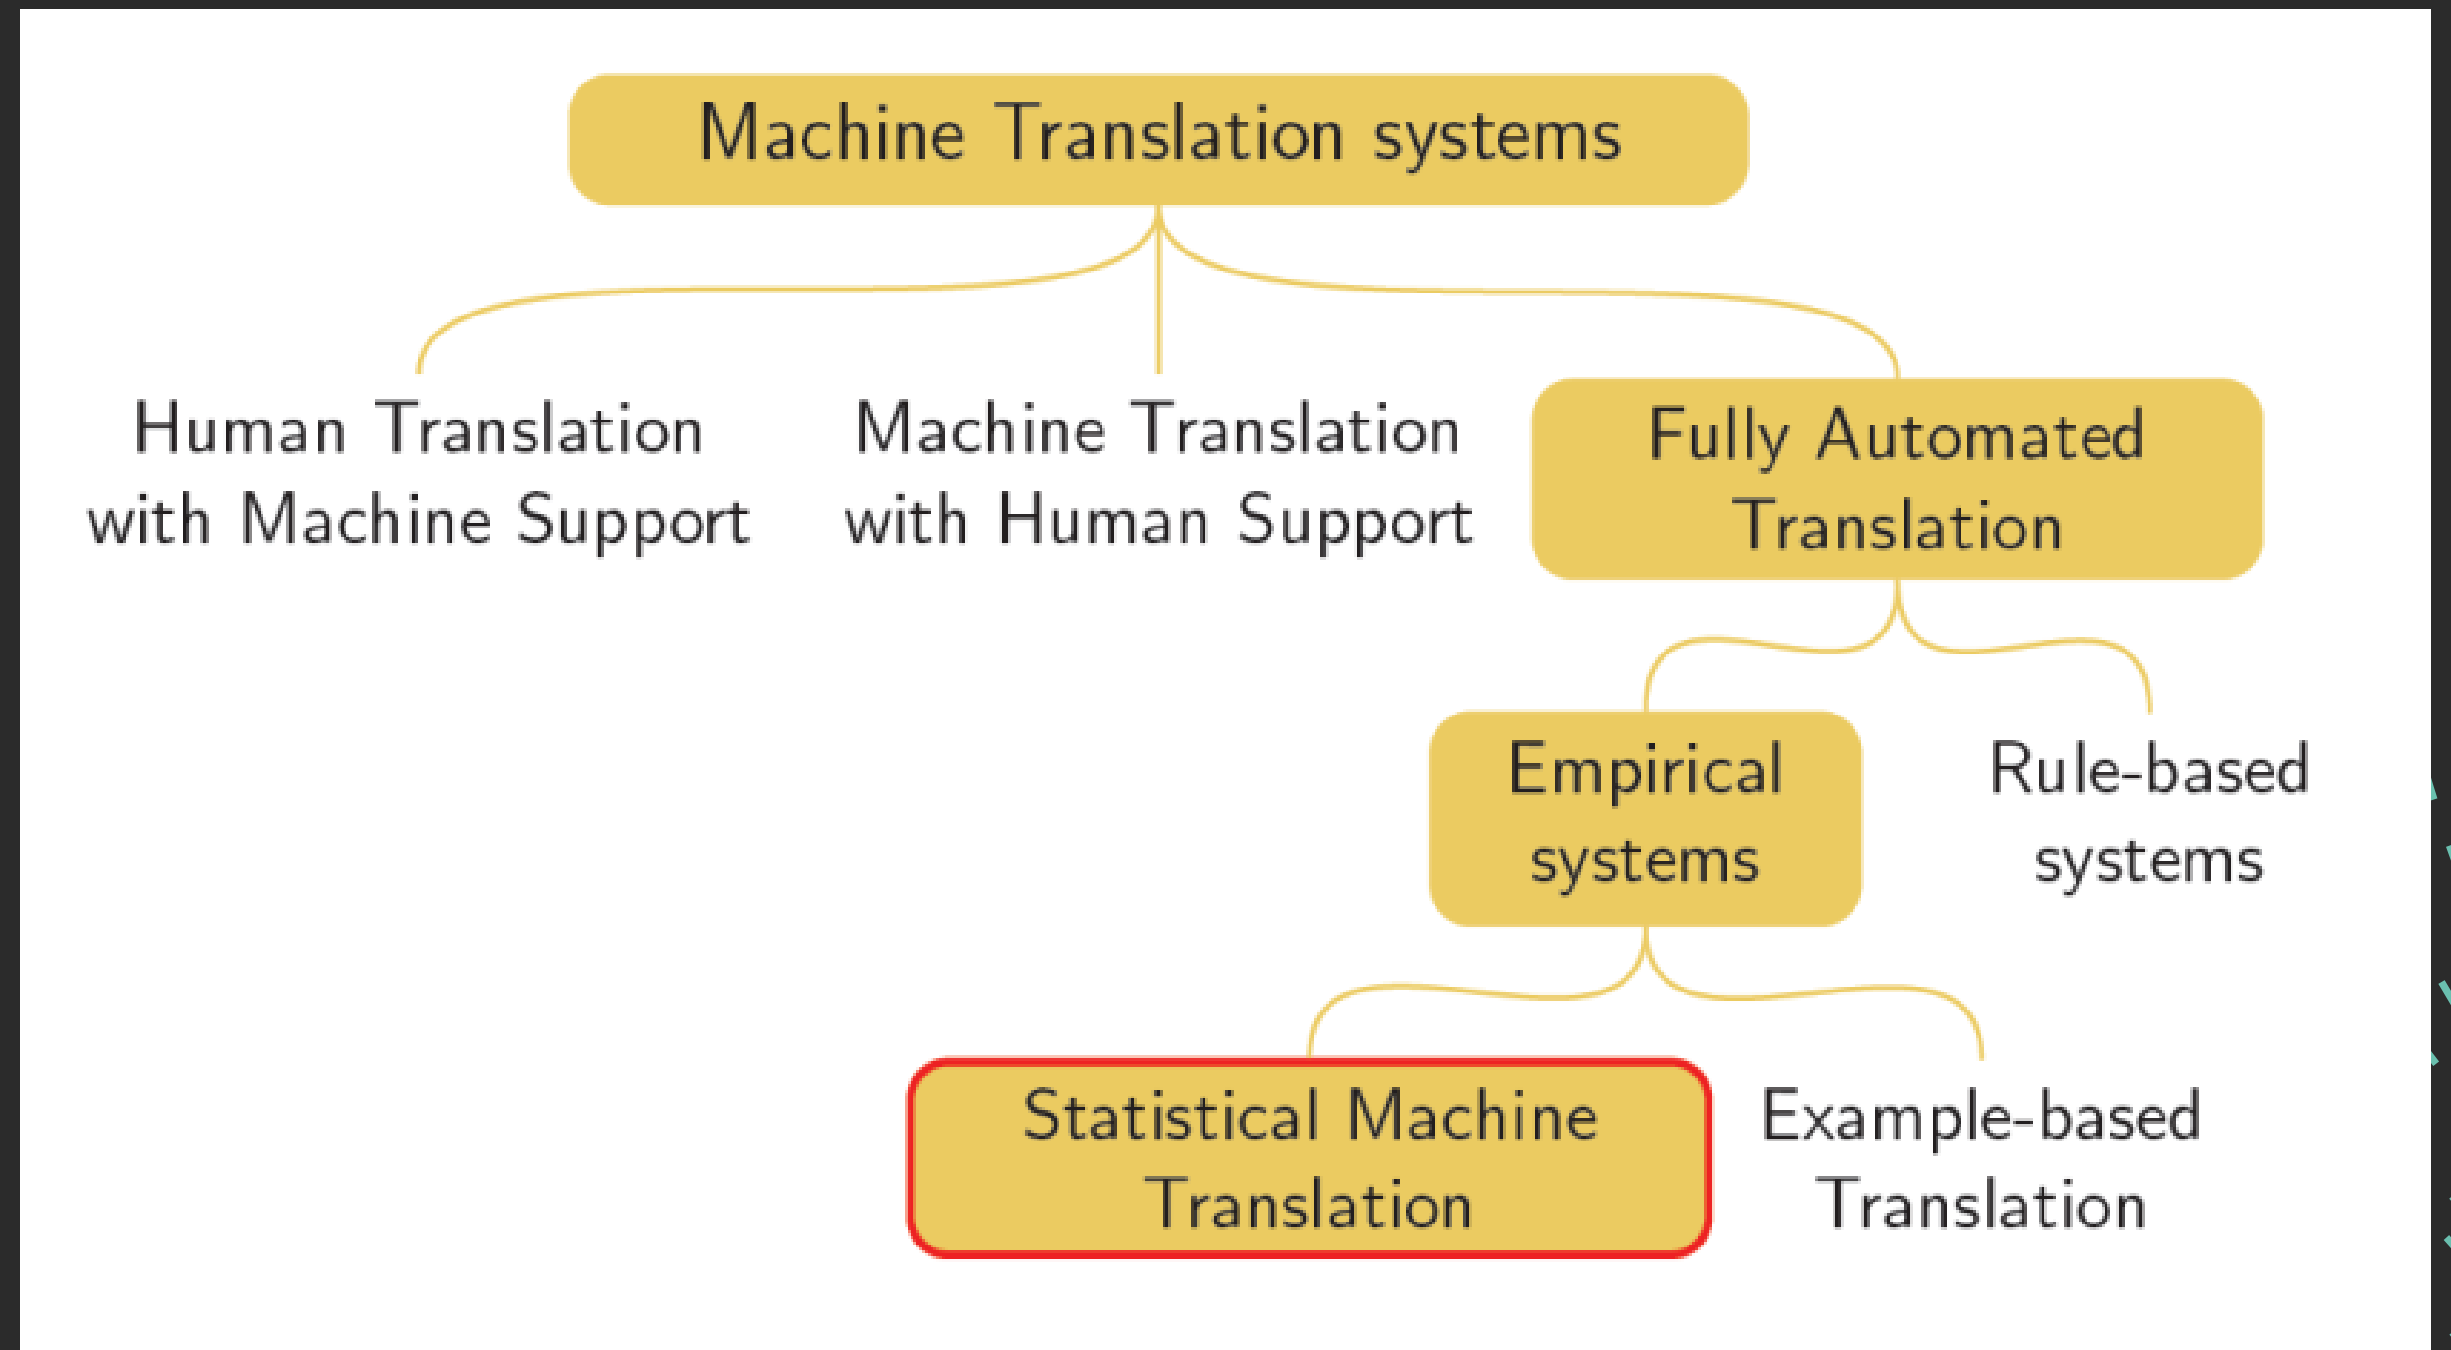 Machine Translation systems
Human Translation
with Machine Support
Machine Translation
with Human Support
Fully Automated
Translation
Empirical
systems
Rule-based
systems
Statistical Machine
Translation
Example-based
Translation